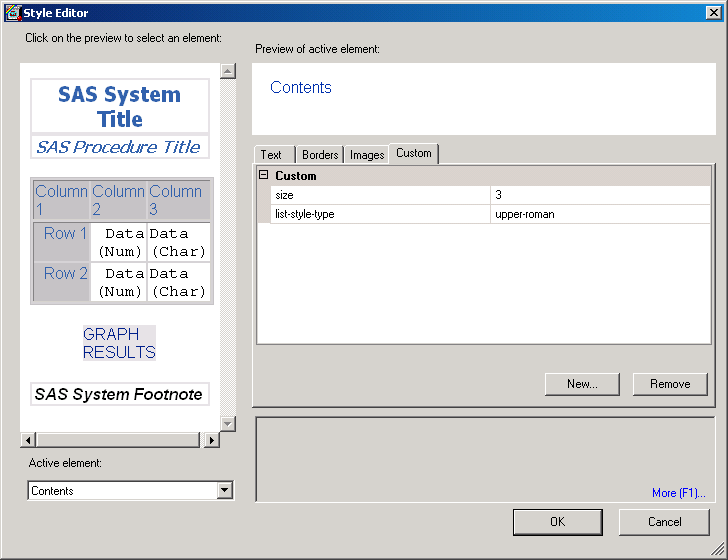 Style Editor
Click on the preview to select an element:
SAS System
Title
SAS Procedure Title
Column 1 Column 2 Column 3
Row 1 Data (Num) Data (Char)
Row 2 Data (Num) Data (Char)
GRAPH
RESULTS
SAS System Footnote
Active element:
Contents
Preview of active element:
Contents
Text Borders Images Custom
Custom
size 3
list-style-type upper-roman
New... Remove
More (F1)...
OK Cancel